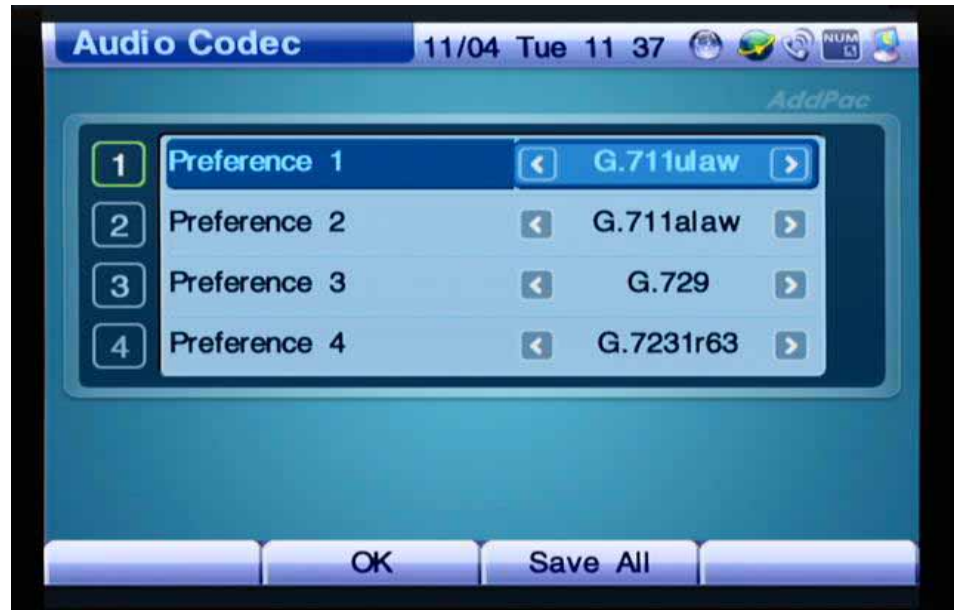 Audio Codec 11/04 Tue 11 37 NUM
AddPac
1 Preference 1 G.711ulaw
2 Preference 2 G.711alaw
3 Preference 3 G.729
4 Preference 4 G.7231r63
OK Save All